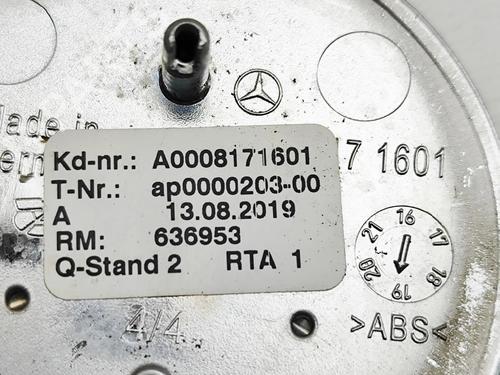 Made in
Germ
Kd-nr.: A0008171601
T-Nr.: ap0000203-00
A 13.08.2019
RM: 636953
Q-Stand 2 RTA 1
7 1601
16 17 18 19 20 21
>ABS<
4/4